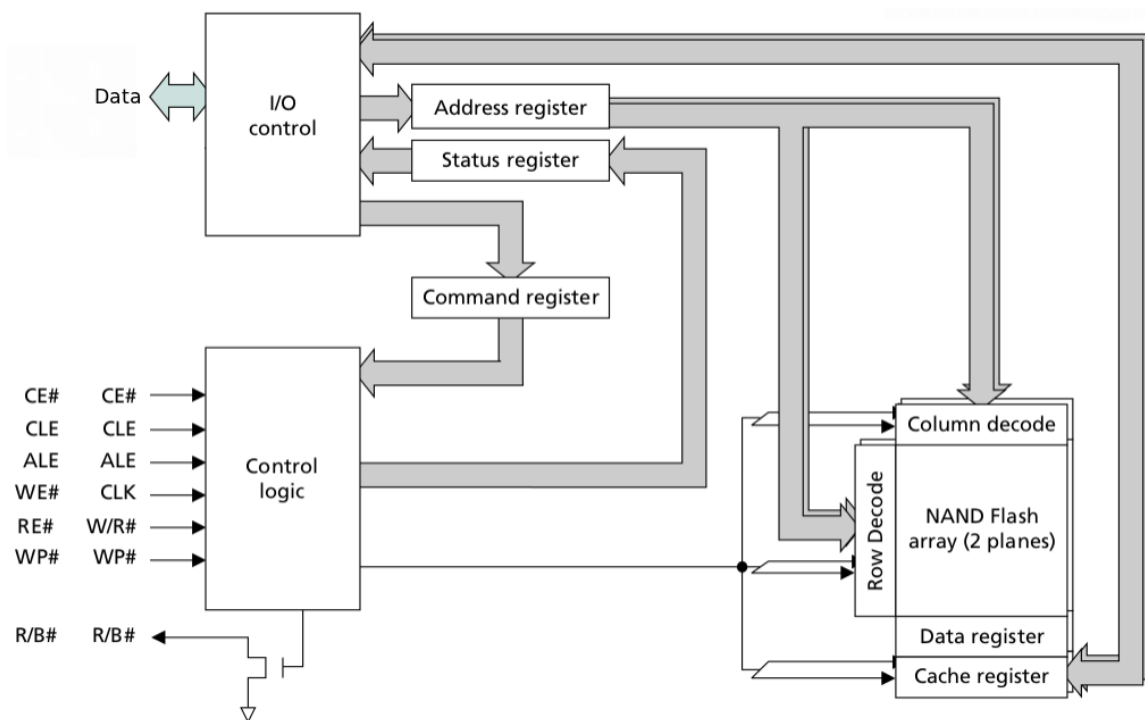 Data
I/O
control
Address register
Status register
Command register
CE# CE#
CLE CLE
ALE ALE
WE# CLK
RE# W/R#
WP# WP#
R/B# R/B#
Control
logic
Column decode
Row Decode
NAND Flash
array (2 planes)
Data register
Cache register